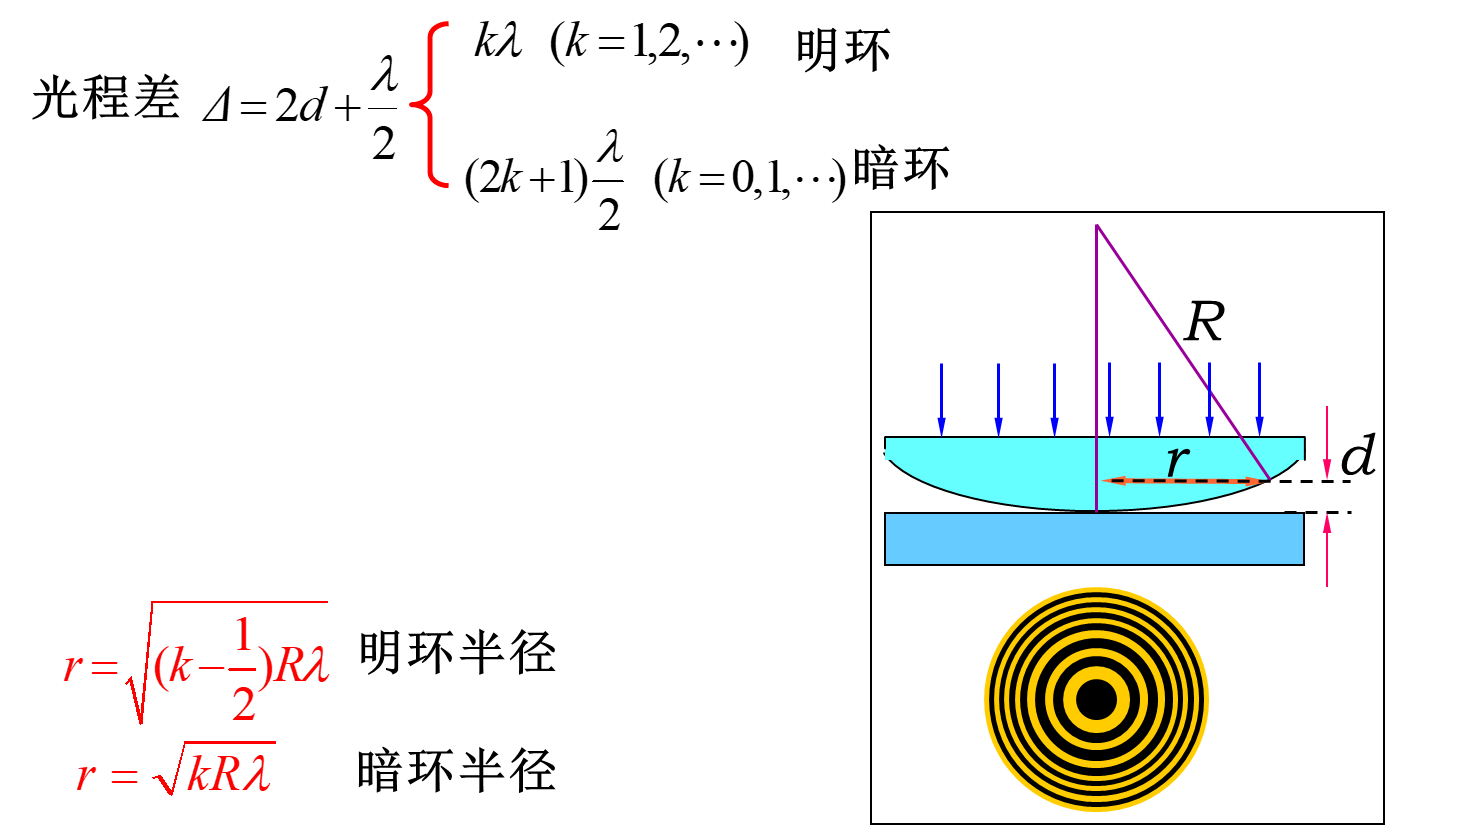 光程差 Δ = 2d + λ/2
kλ (k = 1,2,⋯) 明环
(2k + 1) λ/2 (k = 0,1,⋯) 暗环
R
r
d
r = √((k − 1/2)Rλ) 明环半径
r = √(kRλ) 暗环半径